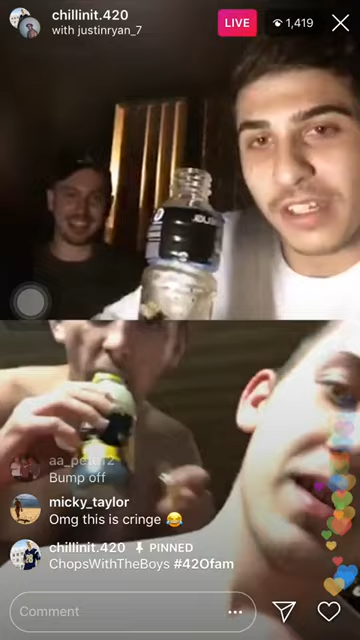 chillinit.420
with justinryan_7
LIVE
1,419
Bump off
micky_taylor
Omg this is cringe 😂
chillinit.420 PINNED
ChopsWithTheBoys #42Ofam
Comment